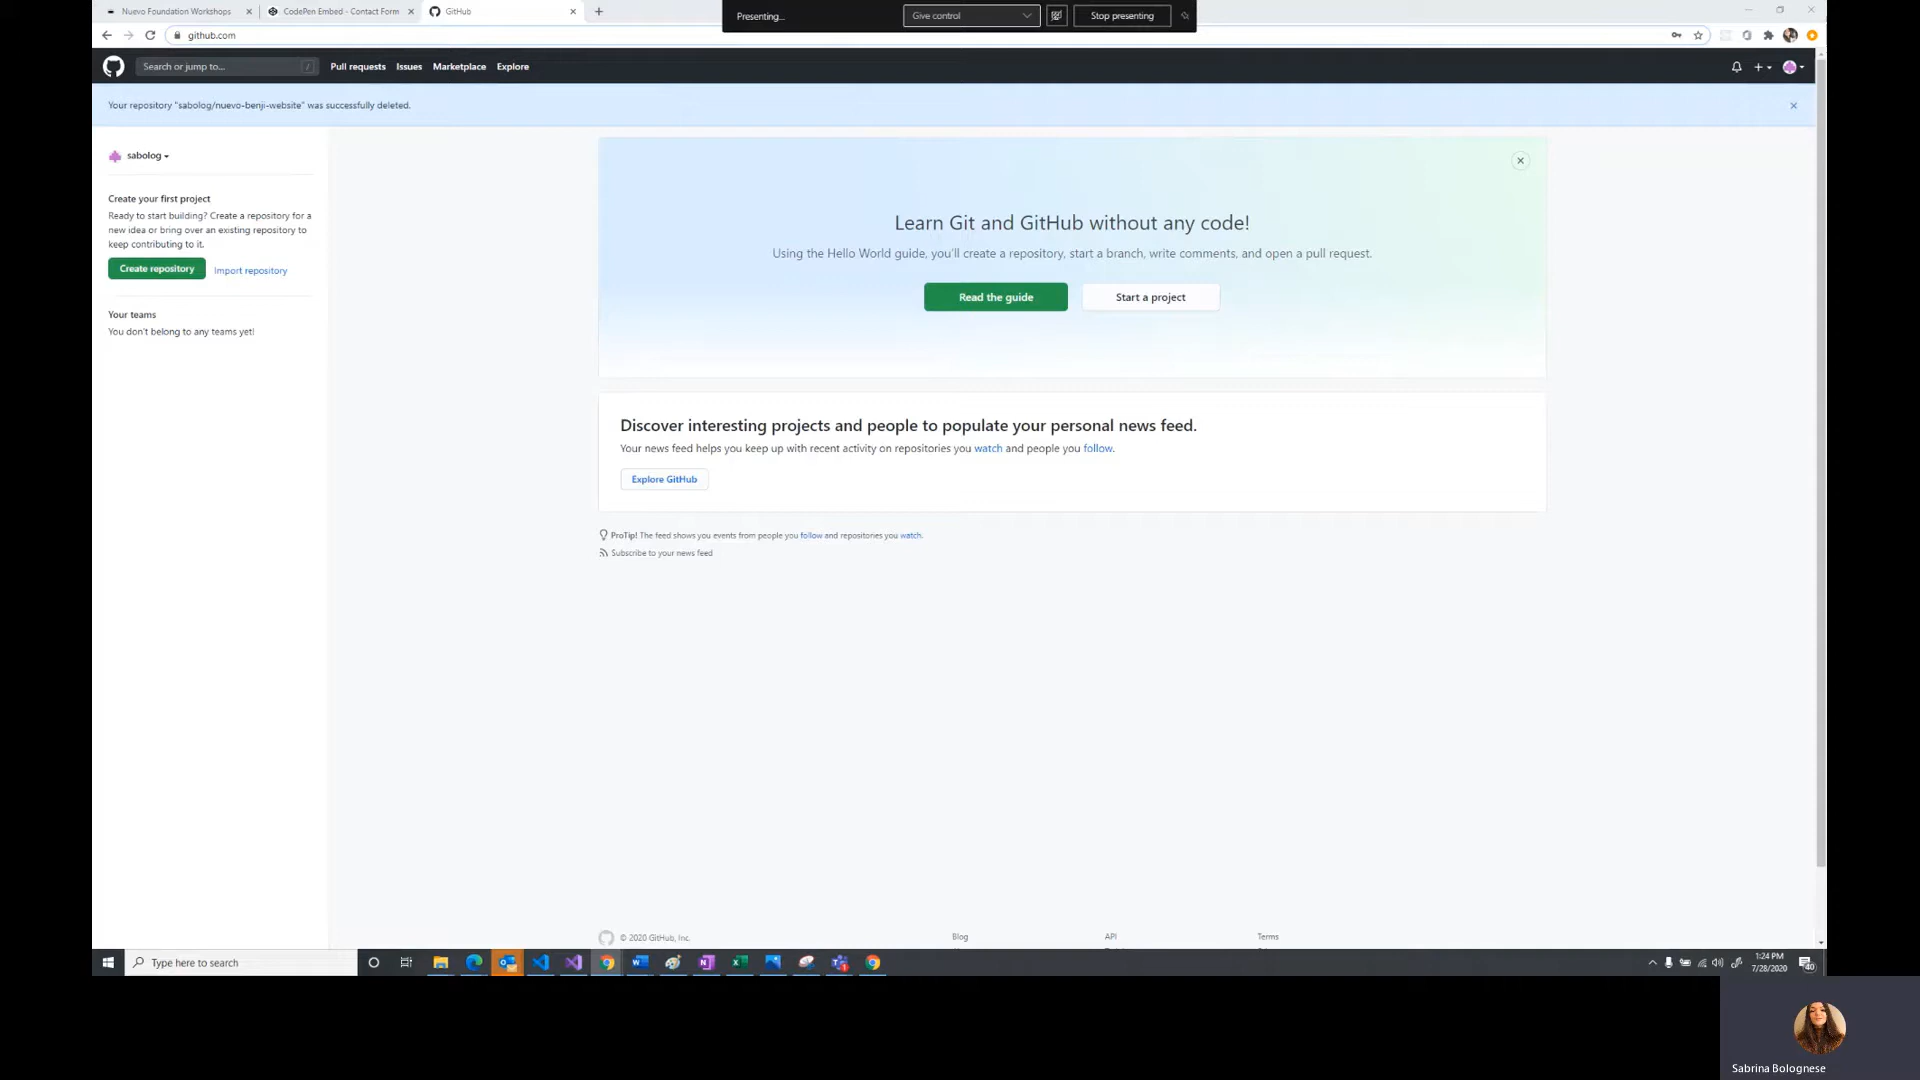 Nuevo Foundation Workshops
CodePen Embed - Contact Form
GitHub
Presenting...
Give control
Stop presenting
github.com
Search or jump to...
/
Pull requests
Issues
Marketplace
Explore
Your repository "sabolog/nuevo-benji-website" was successfully deleted.
sabolog
Create your first project
Ready to start building? Create a repository for a
new idea or bring over an existing repository to
keep contributing to it.
Create repository
Import repository
Your teams
You don't belong to any teams yet!
Learn Git and GitHub without any code!
Using the Hello World guide, you'll create a repository, start a branch, write comments, and open a pull request.
Read the guide
Start a project
Discover interesting projects and people to populate your personal news feed.
Your news feed helps you keep up with recent activity on repositories you watch and people you follow.
Explore GitHub
ProTip! The feed shows you events from people you follow and repositories you watch.
Subscribe to your news feed
© 2020 GitHub, Inc.
Blog
API
Terms
Type here to search
1:24 PM
7/28/2020
40
Sabrina Bolognese